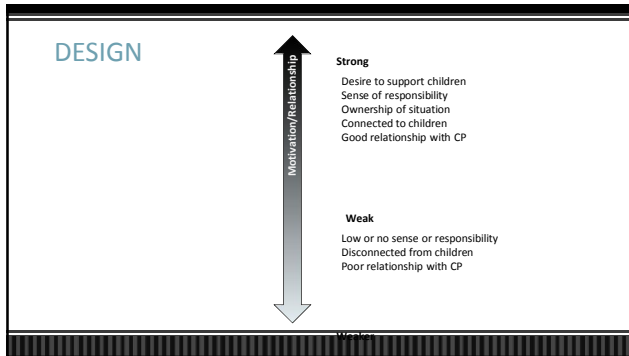 DESIGN
Motivation/Relationship
Strong
Desire to support children
Sense of responsibility
Ownership of situation
Connected to children
Good relationship with CP
Weak
Low or no sense or responsibility
Disconnected from children
Poor relationship with CP
Weaker